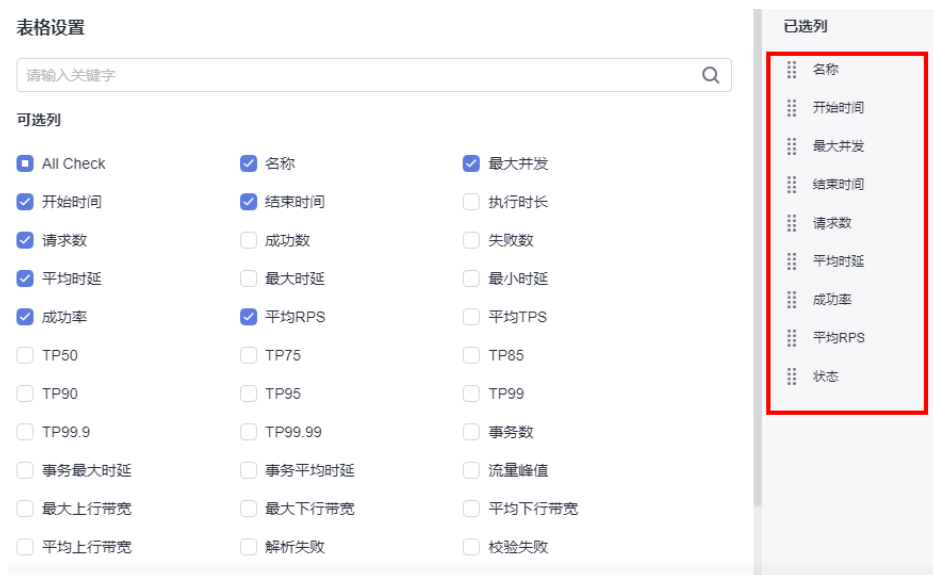 表格设置
请输入关键字
可选列
All Check 名称 最大并发
开始时间 结束时间 执行时长
请求数 成功数 失败数
平均时延 最大时延 最小时延
成功率 平均RPS 平均TPS
TP50 TP75 TP85
TP90 TP95 TP99
TP99.9 TP99.99 事务数
事务最大时延 事务平均时延 流量峰值
最大上行带宽 最大下行带宽 平均下行带宽
平均上行带宽 解析失败 校验失败
已选列
名称
开始时间
最大并发
结束时间
请求数
平均时延
成功率
平均RPS
状态